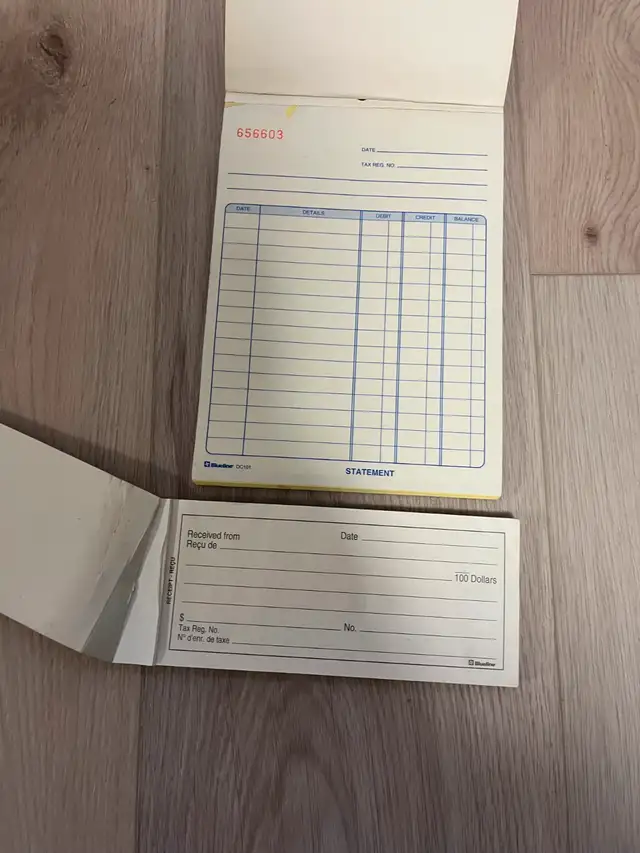 656603
DATE
TAX REG. NO.
DATE DETAILS DEBIT CREDIT BALANCE
Blueline DC101
STATEMENT
RECEIPT-REÇU
Received from Date
Reçu de
100 Dollars
$
Tax Reg. No. No.
N° d'enr. de taxe
Blueline